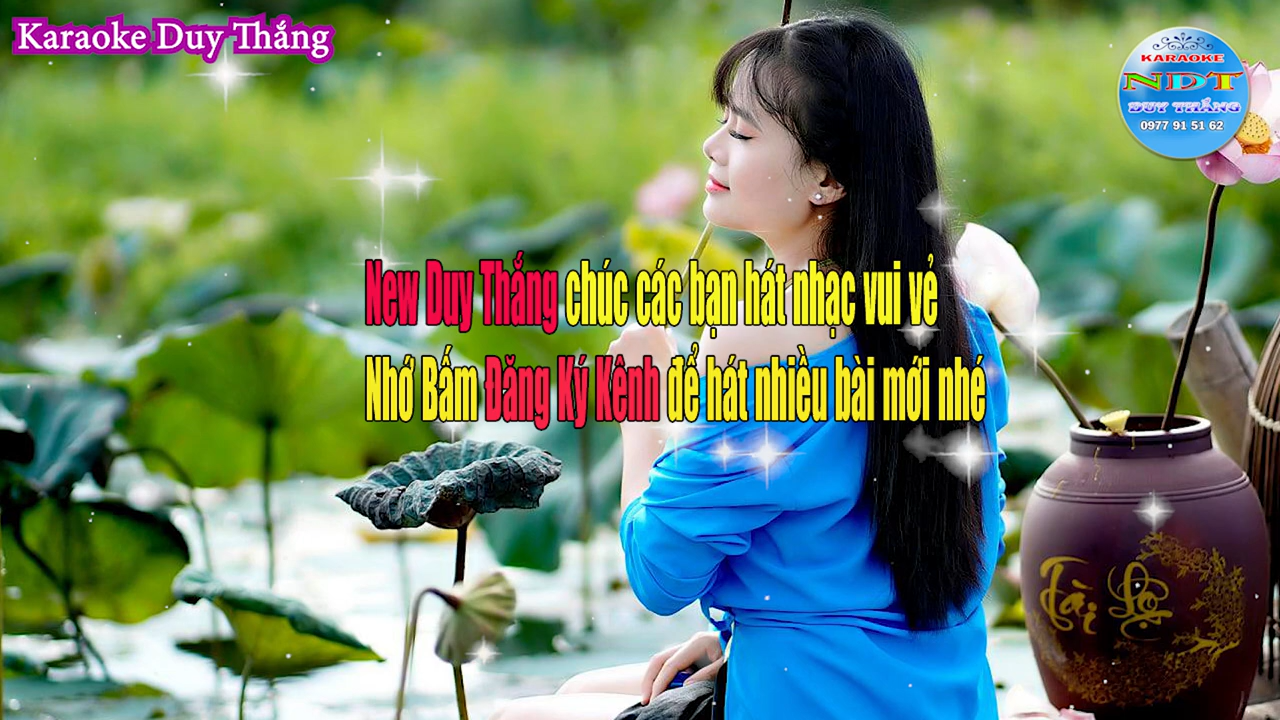 Karaoke Duy Thắng
KARAOKE
NDT
DUY THẮNG
0977 91 51 62
New Duy Thắng chúc các bạn hát nhạc vui vẻ
Nhớ Bấm Đăng Ký Kênh để hát nhiều bài mới nhé
Tài Lộc